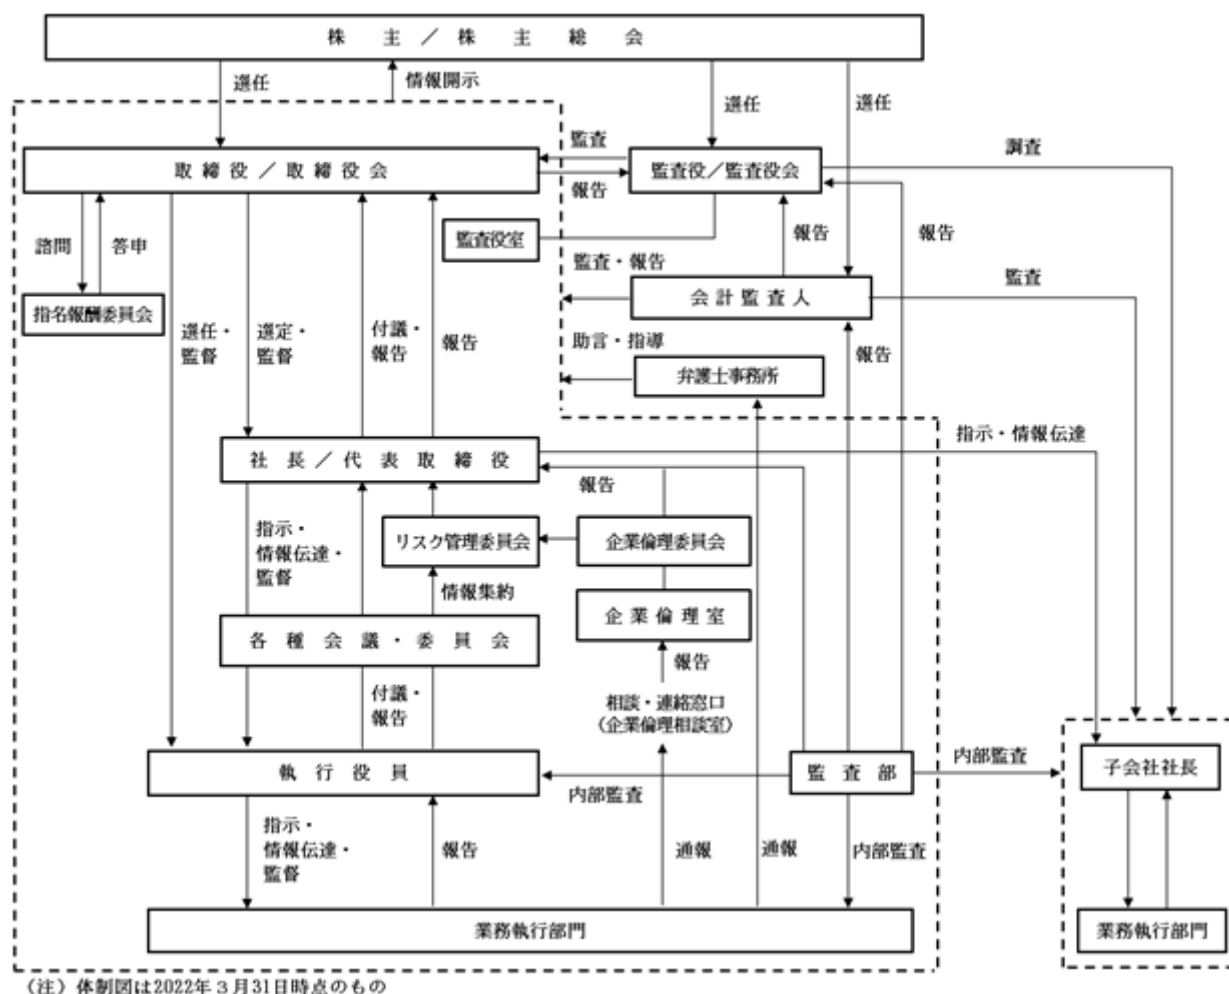 株主／株主総会
選任
情報開示
選任
選任
取締役／取締役会
監査
報告
監査役／監査役会
調査
諮問
答申
監査役室
報告
報告
指名報酬委員会
監査・報告
会計監査人
監査
選任・
監督
選定・
監督
付議・
報告
報告
助言・指導
弁護士事務所
報告
社長／代表取締役
指示・情報伝達
報告
指示・
情報伝達・
監督
リスク管理委員会
企業倫理委員会
情報集約
企業倫理室
各種会議・委員会
報告
付議・
報告
相談・連絡窓口
（企業倫理相談室）
執行役員
内部監査
監査部
内部監査
子会社社長
指示・
情報伝達・
監督
報告
通報
通報
内部監査
業務執行部門
業務執行部門
（注）体制図は2022年３月31日時点のもの